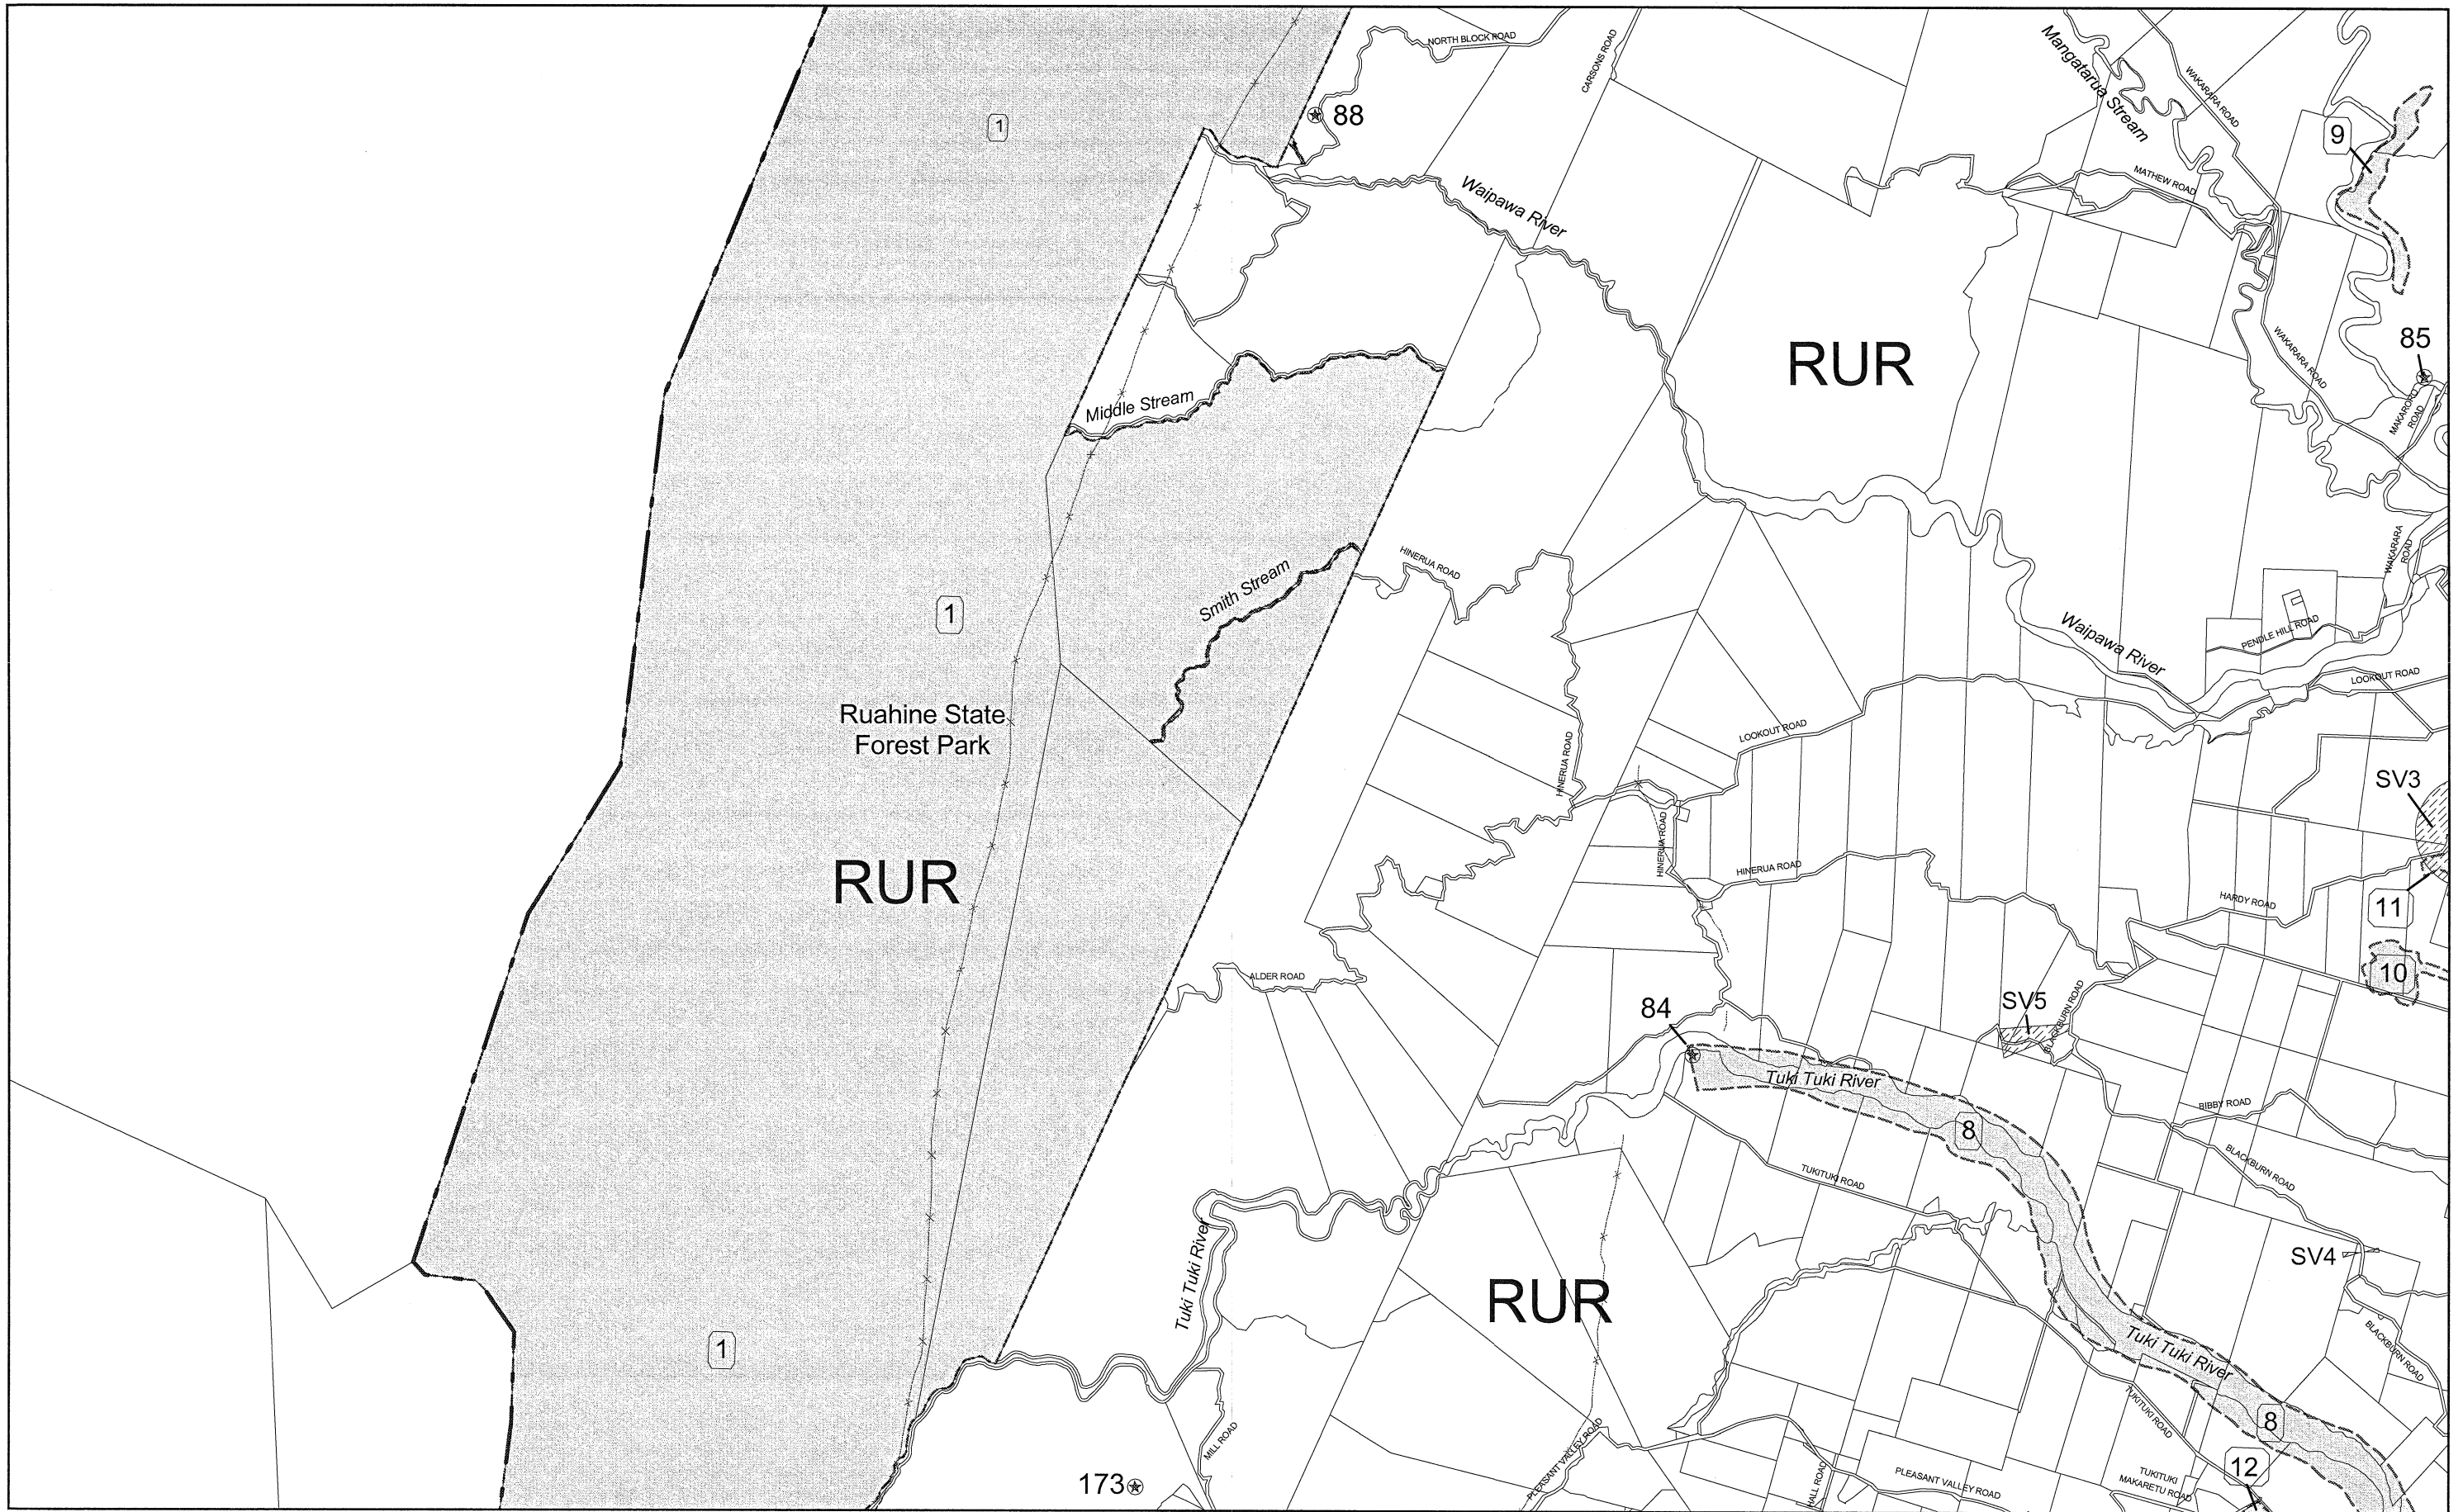 NORTH BLOCK ROAD
CARSONS ROAD
Mangatarua Stream
WAKARARA ROAD
1
88
9
MATHEW ROAD
Waipawa River
RUR
85
WAKARARA ROAD
MAKARORO
ROAD
Middle Stream
HINERUA ROAD
WAKARARA
ROAD
Smith Stream
1
Waipawa River
PENDLE HILL ROAD
LOOKOUT ROAD
Ruahine State
Forest Park
LOOKOUT ROAD
HINERUA ROAD
SV3
HINERUA ROAD
HINERUA ROAD
RUR
HARDY ROAD
11
ALDER ROAD
10
84
SV5
BLACKBURN ROAD
Tuki Tuki River
8
BIBBY ROAD
TUKITUKI ROAD
BLACKBURN ROAD
Tuki Tuki River
SV4
RUR
1
Tuki Tuki River
BLACKBURN ROAD
TUKITUKI ROAD
8
MILL ROAD
PLEASANT VALLEY ROAD
173
HALL ROAD
PLEASANT VALLEY ROAD
TUKITUKI
MAKARETU ROAD
12